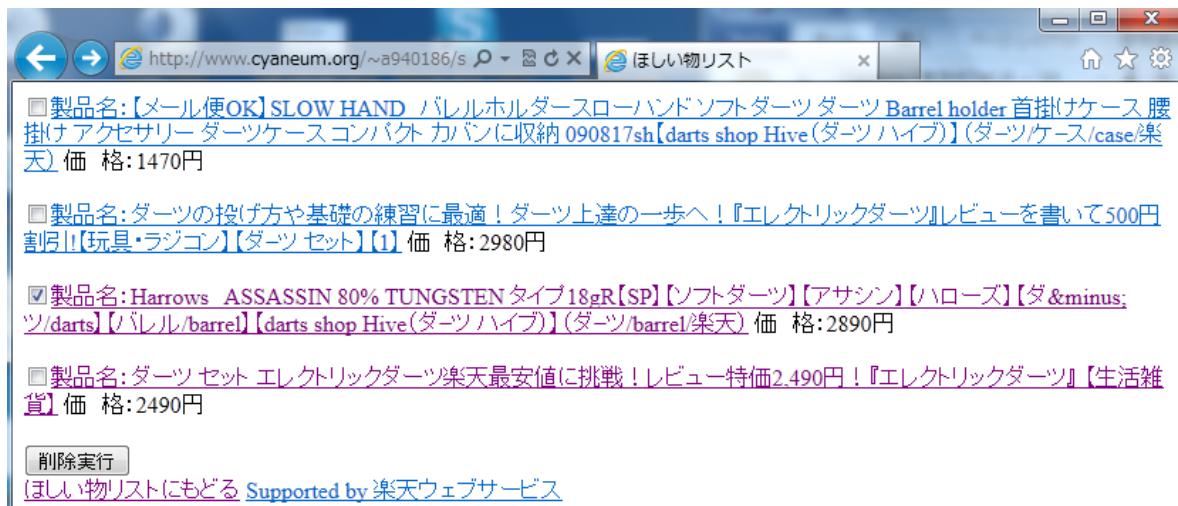 http://www.cyaneum.org/~a940186/s
ほしい物リスト
製品名:【メール便OK】SLOW HAND バレルホルダースローハンド ソフトダーツ ダーツ Barrel holder 首掛けケース 腰
掛け アクセサリー ダーツケース コンパクト カバンに収納 090817sh【darts shop Hive(ダーツ ハイブ)】(ダーツ/ケース/case/楽
天) 価 格:1470円
製品名:ダーツの投げ方や基礎の練習に最適!ダーツ上達の一歩へ!『エレクトリックダーツ』レビューを書いて500円
割引!【玩具・ラジコン】【ダーツ セット】【1】 価 格:2980円
製品名:Harrows ASSASSIN 80% TUNGSTEN タイプ18gR【SP】【ソフトダーツ】【アサシン】【ハローズ】【ダ&minus;
ツ/darts】【バレル/barrel】【darts shop Hive(ダーツ ハイブ)】(ダーツ/barrel/楽天) 価 格:2890円
製品名:ダーツ セット エレクトリックダーツ楽天最安値に挑戦!レビュー特価2,490円!『エレクトリックダーツ』【生活雑
貨】 価 格:2490円
削除実行
ほしい物リストにもどる Supported by 楽天ウェブサービス